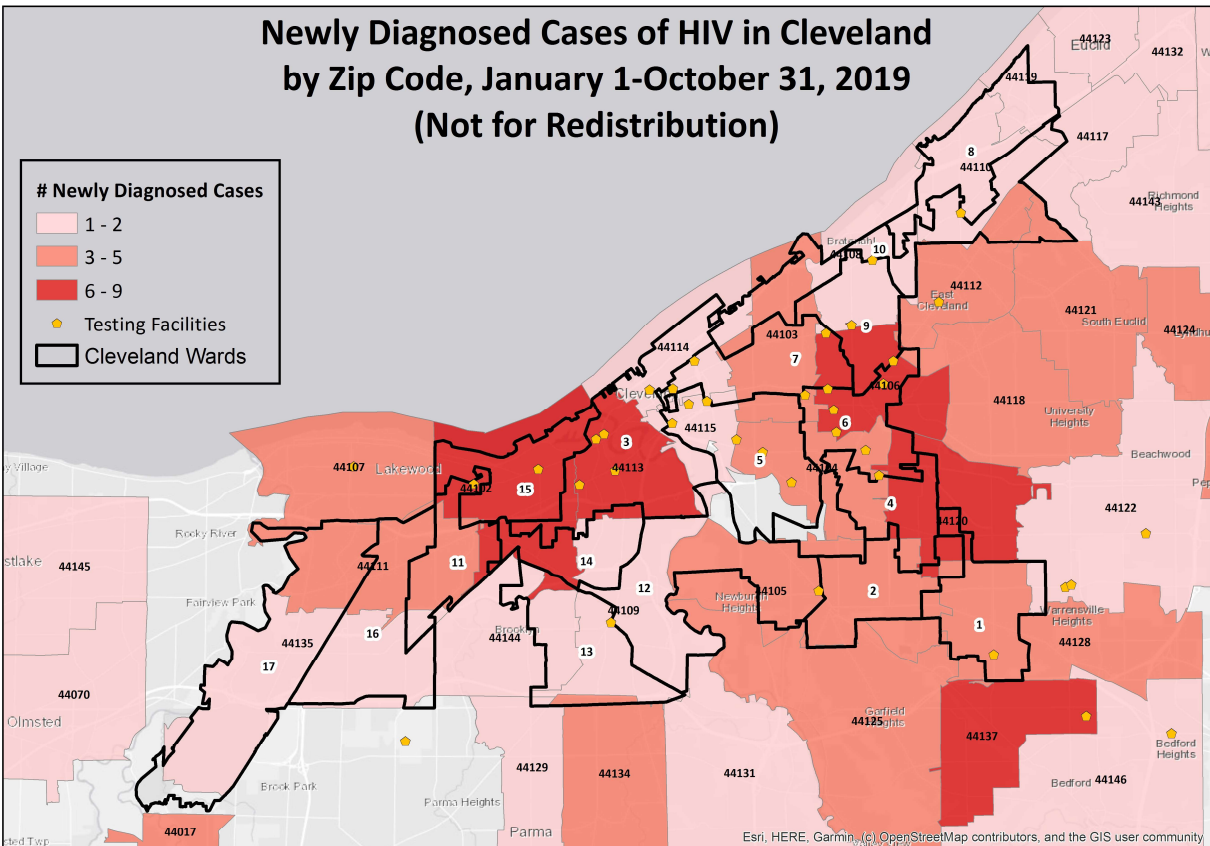 Newly Diagnosed Cases of HIV in Cleveland
by Zip Code, January 1-October 31, 2019
(Not for Redistribution)
# Newly Diagnosed Cases
1 - 2
3 - 5
6 - 9
Testing Facilities
Cleveland Wards
44123
Euclid
44132
44119
44117
8
44110
44143
Richmond
Heights
10
44108
44112
East
Cleveland
44121
South Euclid
44124
9
44103
7
44114
44106
44118
University
Heights
6
44115
3
44113
5
44104
Beachwood
44107
Lakewood
44102
15
4
44120
44122
Rocky River
44145
44111
11
14
12
Newburgh
Heights
44105
2
Fairview Park
44109
Warrensville
Heights
1
44128
44135
16
44144
Brooklyn
13
17
44070
Olmsted
Garfield
Heights
44125
44137
Bedford
Heights
Brook Park
44129
44134
44131
Bedford
44146
Parma Heights
44017
Parma
Esri, HERE, Garmin, (c) OpenStreetMap contributors, and the GIS user community